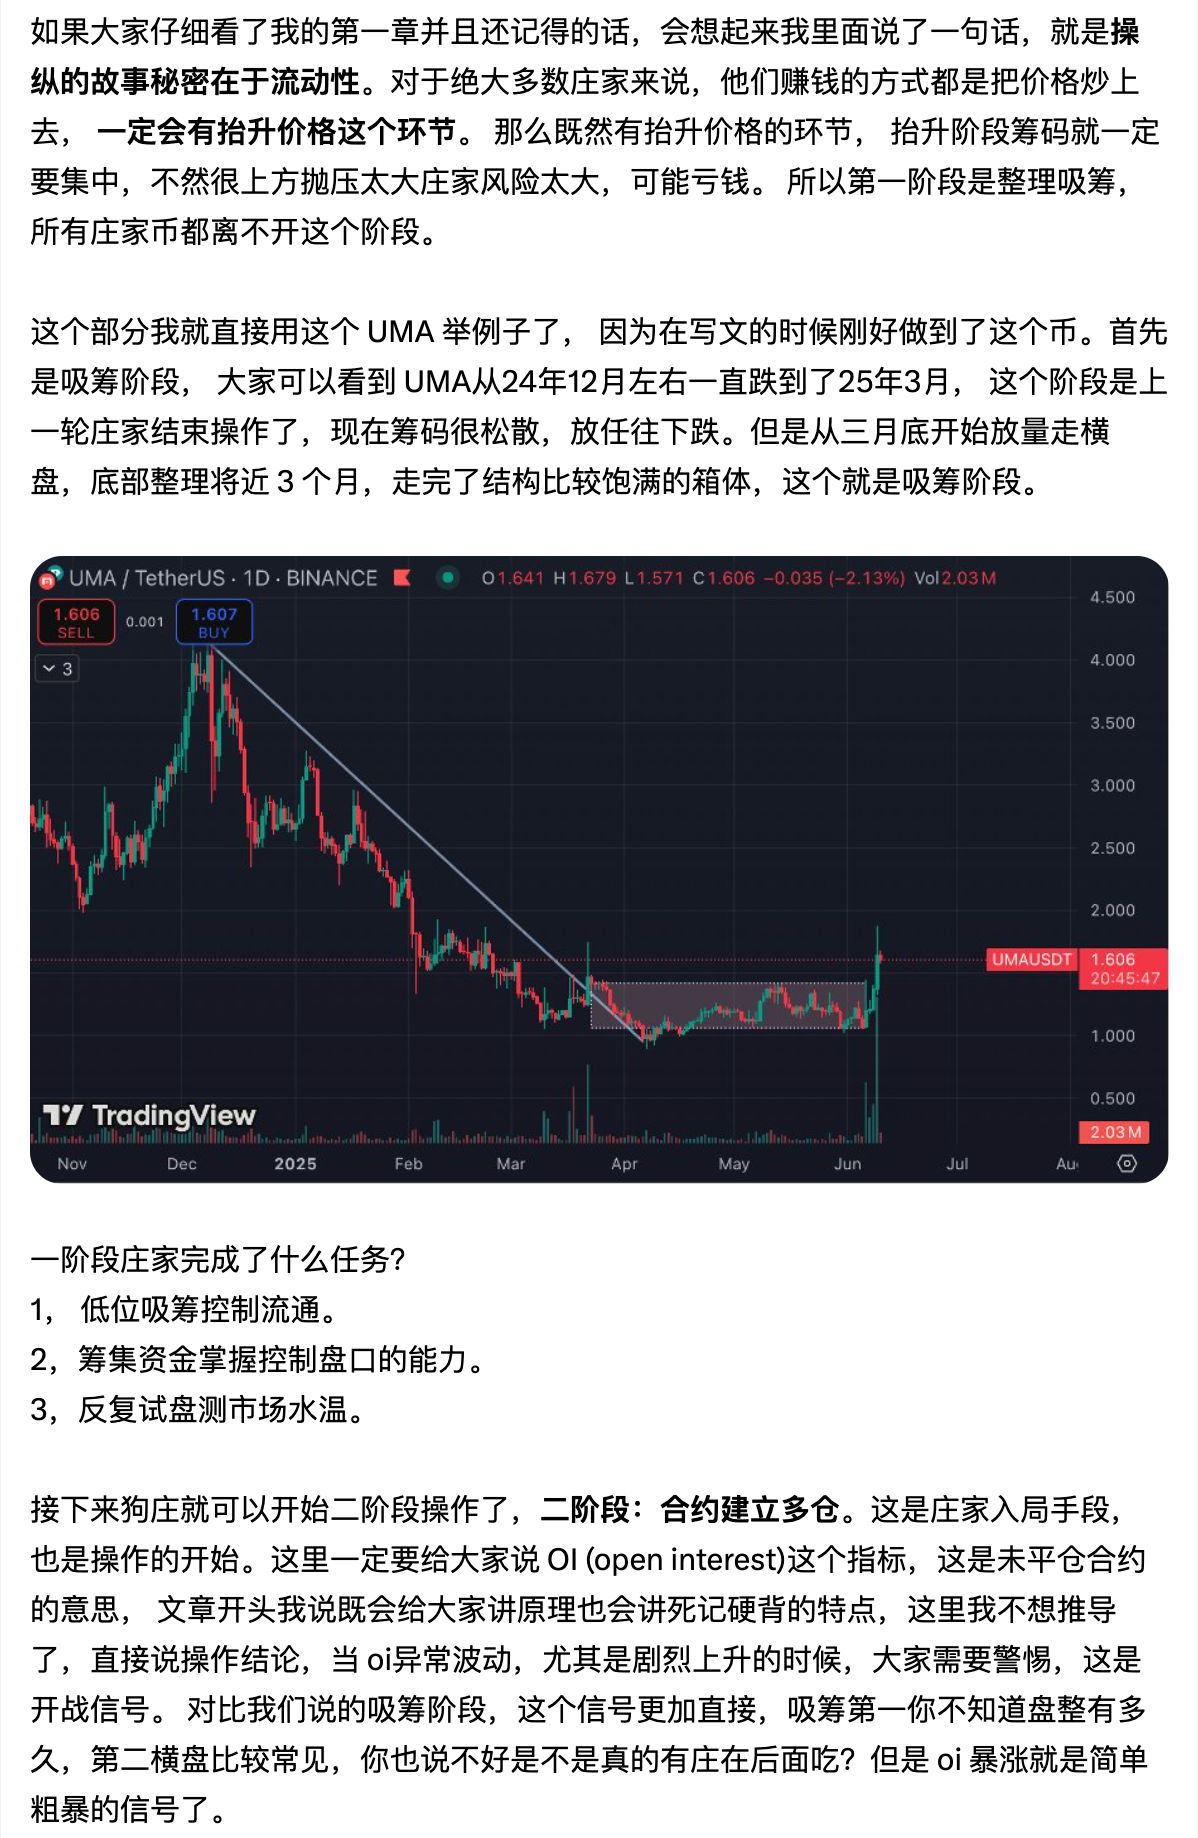 如果大家仔细看了我的第一章并且还记得的话，会想起来我里面说了一句话，就是操
纵的故事秘密在于流动性。对于绝大多数庄家来说，他们赚钱的方式都是把价格炒上
去， 一定会有抬升价格这个环节。 那么既然有抬升价格的环节， 抬升阶段筹码就一定
要集中，不然很上方抛压太大庄家风险太大，可能亏钱。 所以第一阶段是整理吸筹，
所有庄家币都离不开这个阶段。
这个部分我就直接用这个 UMA 举例子了， 因为在写文的时候刚好做到了这个币。首先
是吸筹阶段， 大家可以看到 UMA从24年12月左右一直跌到了25年3月， 这个阶段是上
一轮庄家结束操作了，现在筹码很松散，放任往下跌。但是从三月底开始放量走横
盘，底部整理将近 3 个月，走完了结构比较饱满的箱体，这个就是吸筹阶段。
UMA / TetherUS · 1D · BINANCE O1.641 H1.679 L1.571 C1.606 −0.035 (−2.13%) Vol2.03M
1.606 SELL 0.001 1.607 BUY
3
4.500
4.000
3.500
3.000
2.500
2.000
UMAUSDT 1.606
20:45:47
1.000
0.500
2.03M
TradingView
Nov Dec 2025 Feb Mar Apr May Jun Jul Au
一阶段庄家完成了什么任务?
1， 低位吸筹控制流通。
2，筹集资金掌握控制盘口的能力。
3，反复试盘测市场水温。
接下来狗庄就可以开始二阶段操作了，二阶段：合约建立多仓。这是庄家入局手段，
也是操作的开始。这里一定要给大家说 OI (open interest)这个指标，这是未平仓合约
的意思， 文章开头我说既会给大家讲原理也会讲死记硬背的特点，这里我不想推导
了，直接说操作结论，当 oi异常波动，尤其是剧烈上升的时候，大家需要警惕，这是
开战信号。 对比我们说的吸筹阶段，这个信号更加直接，吸筹第一你不知道盘整有多
久，第二横盘比较常见，你也说不好是不是真的有庄在后面吃？但是 oi 暴涨就是简单
粗暴的信号了。